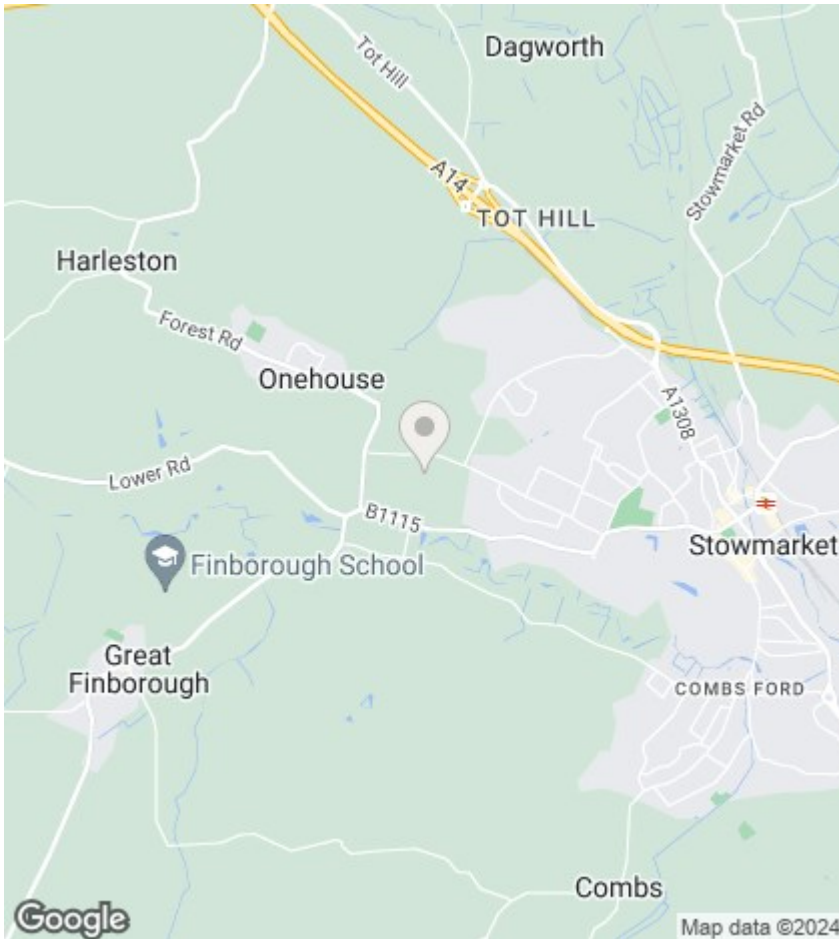 Dagworth
Tot Hill
Stowmarket Rd
A14
TOT HILL
Harleston
Forest Rd
Onehouse
A1308
Lower Rd
B1115
Stowmarket
Finborough School
Great
Finborough
COMBS FORD
Combs
Google
Map data ©2024